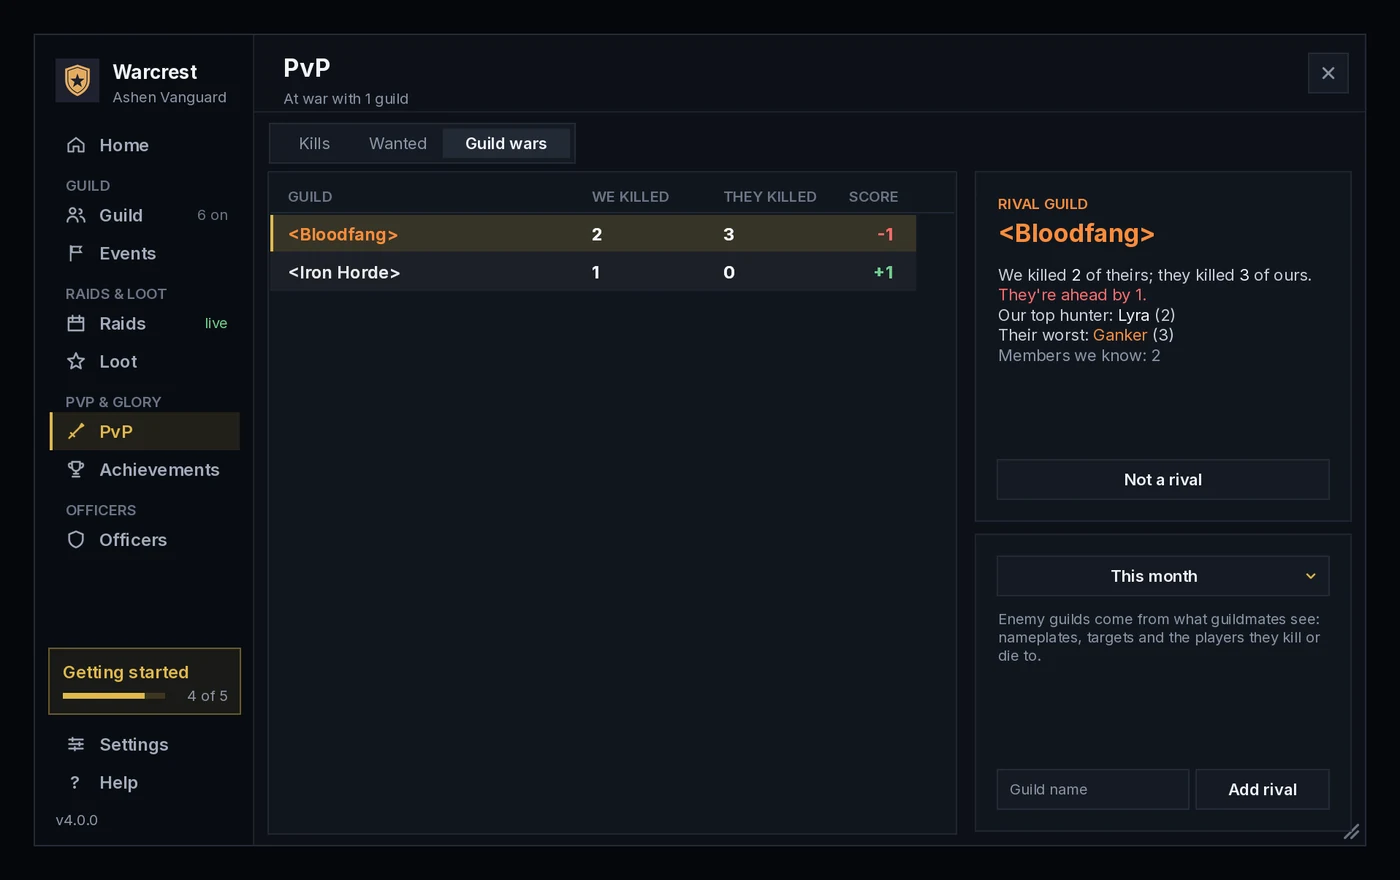 Warcrest
Ashen Vanguard
Home
GUILD
Guild 6 on
Events
RAIDS & LOOT
Raids live
Loot
PVP & GLORY
PvP
Achievements
OFFICERS
Officers
Getting started
4 of 5
Settings
? Help
v4.0.0
PvP
At war with 1 guild
Kills Wanted Guild wars
GUILD WE KILLED THEY KILLED SCORE
<Bloodfang> 2 3 -1
<Iron Horde> 1 0 +1
RIVAL GUILD
<Bloodfang>
We killed 2 of theirs; they killed 3 of ours.
They're ahead by 1.
Our top hunter: Lyra (2)
Their worst: Ganker (3)
Members we know: 2
Not a rival
This month
Enemy guilds come from what guildmates see:
nameplates, targets and the players they kill or
die to.
Guild name Add rival